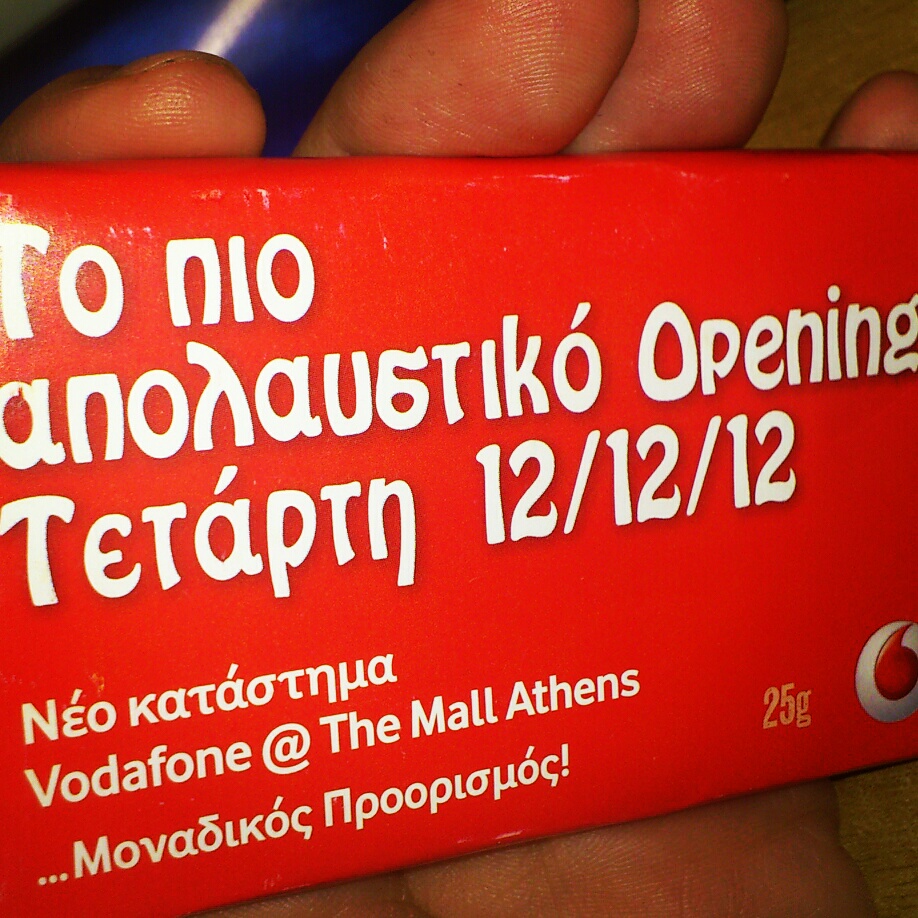 Το πιο
απολαυστικό Opening
Τετάρτη 12/12/12
Νέο κατάστημα
Vodafone @ The Mall Athens
25g
...Μοναδικός Προορισμός!